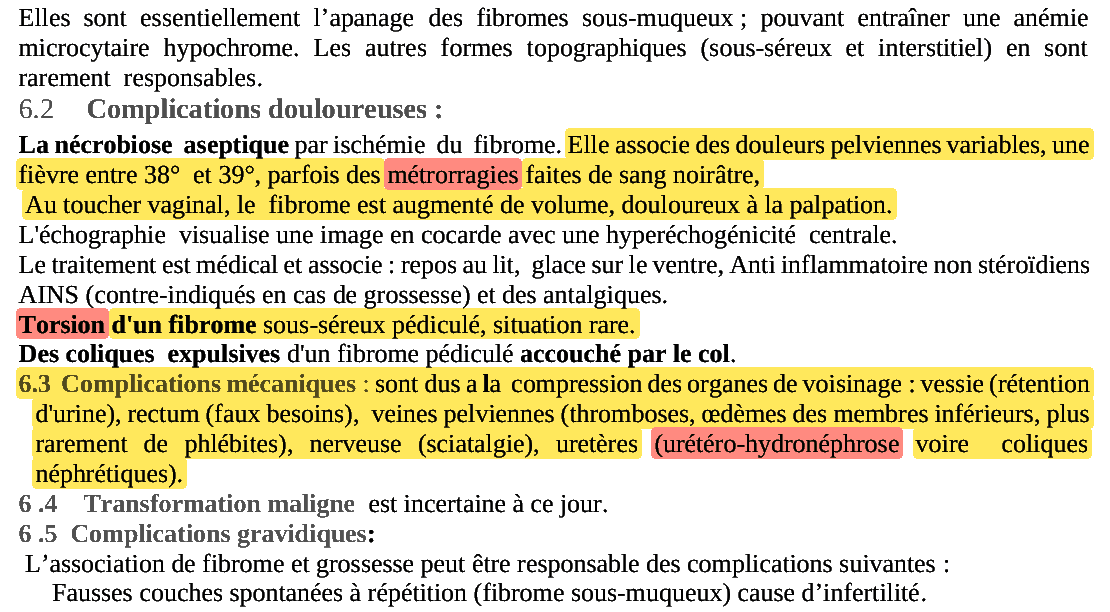 Elles sont essentiellement l’apanage des fibromes sous-muqueux ; pouvant entraîner une anémie
microcytaire hypochrome. Les autres formes topographiques (sous-séreux et interstitiel) en sont
rarement responsables.
6.2 Complications douloureuses :
La nécrobiose aseptique par ischémie du fibrome. Elle associe des douleurs pelviennes variables, une
fièvre entre 38° et 39°, parfois des métrorragies faites de sang noirâtre,
Au toucher vaginal, le fibrome est augmenté de volume, douloureux à la palpation.
L'échographie visualise une image en cocarde avec une hyperéchogénicité centrale.
Le traitement est médical et associe : repos au lit, glace sur le ventre, Anti inflammatoire non stéroïdiens
AINS (contre-indiqués en cas de grossesse) et des antalgiques.
Torsion d'un fibrome sous-séreux pédiculé, situation rare.
Des coliques expulsives d'un fibrome pédiculé accouché par le col.
6.3 Complications mécaniques : sont dus a la compression des organes de voisinage : vessie (rétention
d'urine), rectum (faux besoins), veines pelviennes (thromboses, œdèmes des membres inférieurs, plus
rarement de phlébites), nerveuse (sciatalgie), uretères (urétéro-hydronéphrose voire coliques
néphrétiques).
6 .4 Transformation maligne est incertaine à ce jour.
6 .5 Complications gravidiques:
L’association de fibrome et grossesse peut être responsable des complications suivantes :
Fausses couches spontanées à répétition (fibrome sous-muqueux) cause d’infertilité.